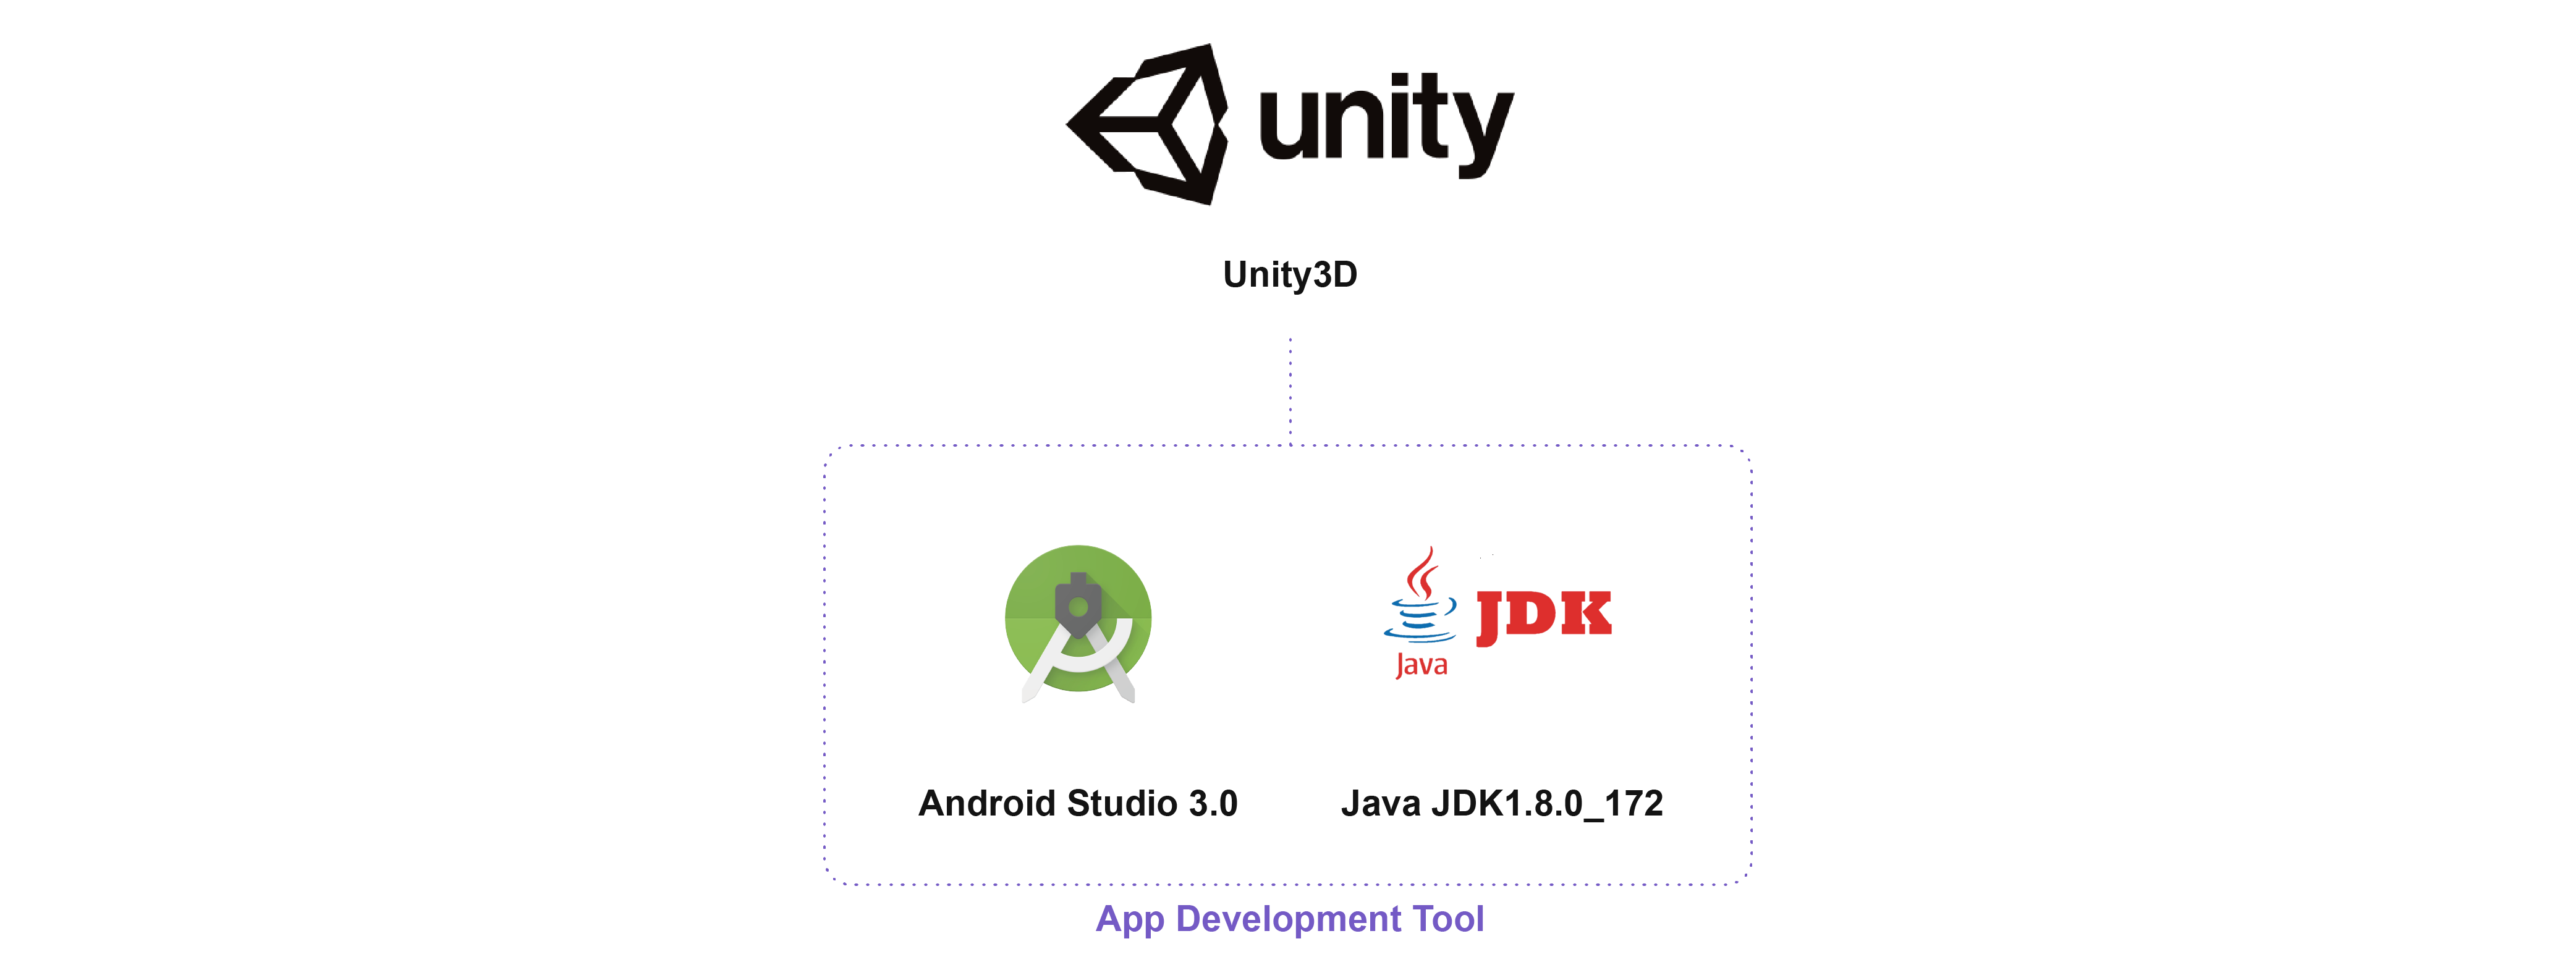 unity
Unity3D
Java
JDK
Android Studio 3.0
Java JDK1.8.0_172
App Development Tool